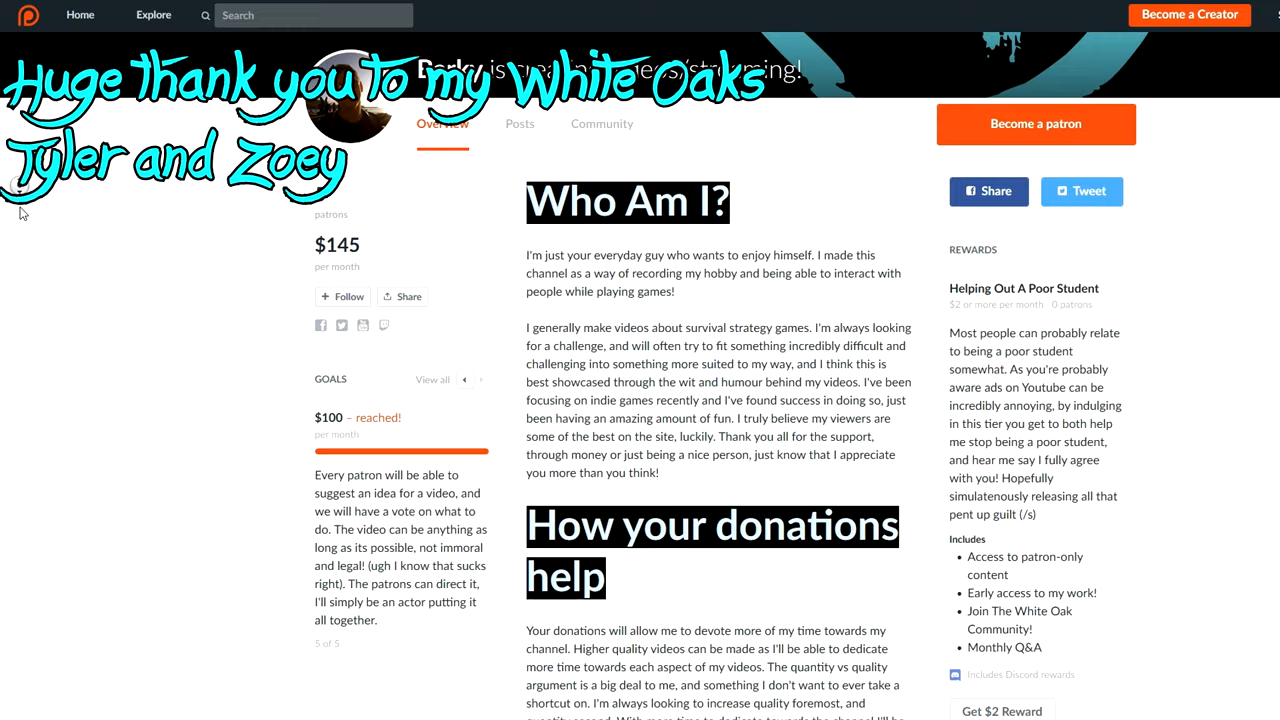 Home
Explore
Search
Become a Creator
Huge thank you to my White Oaks
Tyler and Zoey
Overview
Posts
Community
Become a patron
Share
Tweet
patrons
$145
per month
Follow
Share
GOALS
View all
$100 – reached!
per month
Every patron will be able to
suggest an idea for a video, and
we will have a vote on what to
do. The video can be anything as
long as its possible, not immoral
and legal! (ugh I know that sucks
right). The patrons can direct it,
I'll simply be an actor putting it
all together.
5 of 5
Who Am I?
I'm just your everyday guy who wants to enjoy himself. I made this
channel as a way of recording my hobby and being able to interact with
people while playing games!
I generally make videos about survival strategy games. I'm always looking
for a challenge, and will often try to fit something incredibly difficult and
challenging into something more suited to my way, and I think this is
best showcased through the wit and humour behind my videos. I've been
focusing on indie games recently and I've found success in doing so, just
been having an amazing amount of fun. I truly believe my viewers are
some of the best on the site, luckily. Thank you all for the support,
through money or just being a nice person, just know that I appreciate
you more than you think!
How your donations
help
Your donations will allow me to devote more of my time towards my
channel. Higher quality videos can be made as I'll be able to dedicate
more time towards each aspect of my videos. The quantity vs quality
argument is a big deal to me, and something I don't want to ever take a
shortcut on. I'm always looking to increase quality foremost, and
REWARDS
Helping Out A Poor Student
$2 or more per month 0 patrons
Most people can probably relate
to being a poor student
somewhat. As you're probably
aware ads on Youtube can be
incredibly annoying, by indulging
in this tier you get to both help
me stop being a poor student,
and hear me say I fully agree
with you! Hopefully
simulatenously releasing all that
pent up guilt (/s)
Includes
• Access to patron-only
content
• Early access to my work!
• Join The White Oak
Community!
• Monthly Q&A
Includes Discord rewards
Get $2 Reward